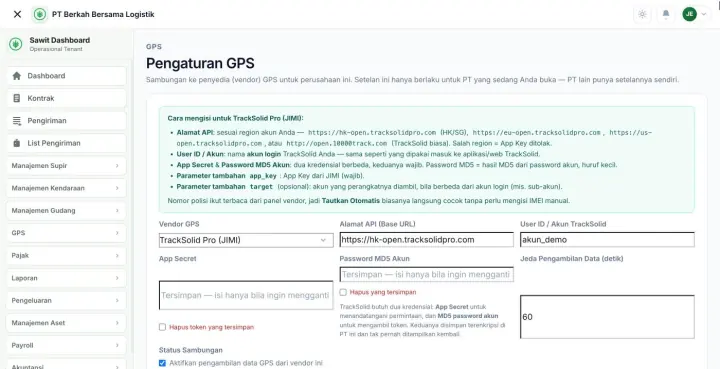 PT Berkah Bersama Logistik
JE
Sawit Dashboard
Operasional Tenant
Dashboard
Kontrak
Pengiriman
List Pengiriman
Manajemen Supir
Manajemen Kendaraan
Manajemen Gudang
GPS
Pajak
Laporan
Pengeluaran
Manajemen Aset
Payroll
Akuntansi
GPS
Pengaturan GPS
Sambungan ke penyedia (vendor) GPS untuk perusahaan ini. Setelan ini hanya berlaku untuk PT yang sedang Anda buka — PT lain punya setelannya sendiri.
Cara mengisi untuk TrackSolid Pro (JIMI):
• Alamat API: sesuai region akun Anda — https://hk-open.tracksolidpro.com (HK/SG), https://eu-open.tracksolidpro.com , https://us-
open.tracksolidpro.com , atau http://open.10000track.com (TrackSolid biasa). Salah region = App Key ditolak.
• User ID / Akun: nama akun login TrackSolid Anda — sama seperti yang dipakai masuk ke aplikasi/web TrackSolid.
• App Secret & Password MD5 Akun: dua kredensial berbeda, keduanya wajib. Password MD5 = hasil MD5 dari password akun, huruf kecil.
• Parameter tambahan app_key : App Key dari JIMI (wajib).
• Parameter tambahan target (opsional): akun yang perangkatnya diambil, bila berbeda dari akun login (mis. sub-akun).
Nomor polisi ikut terbaca dari panel vendor, jadi Tautkan Otomatis biasanya langsung cocok tanpa perlu mengisi IMEI manual.
Vendor GPS
Alamat API (Base URL)
User ID / Akun TrackSolid
TrackSolid Pro (JIMI)
https://hk-open.tracksolidpro.com
akun_demo
App Secret
Password MD5 Akun
Jeda Pengambilan Data (detik)
Tersimpan — isi hanya bila ingin mengganti
Tersimpan — isi hanya bila ingin mengganti
60
Hapus yang tersimpan
Hapus token yang tersimpan
TrackSolid butuh dua kredensial: App Secret untuk
menandatangani permintaan, dan MD5 password akun
untuk mengambil token. Keduanya disimpan terenkripsi di
PT ini dan tak pernah ditampilkan kembali.
Status Sambungan
Aktifkan pengambilan data GPS dari vendor ini